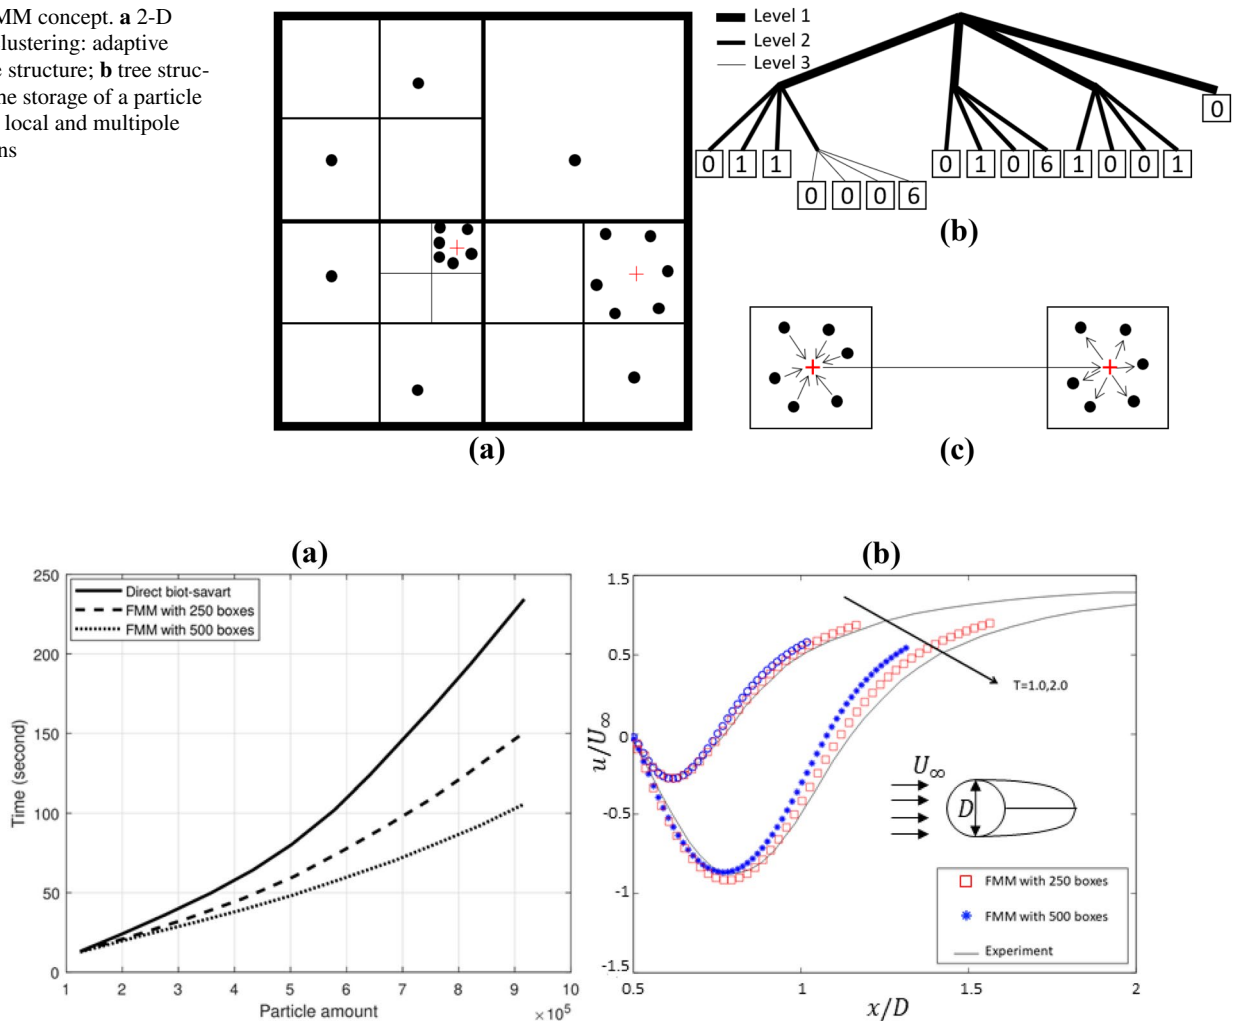 MM concept. a 2-D
lustering: adaptive
e structure; b tree struc-
he storage of a particle
local and multipole
ns
Level 1
Level 2
Level 3
0
0 1 1
0 1 0 6 1 0 0 1
0 0 0 6
(b)
(a)
(c)
(a)
250
200
150
100
50
0
Time (second)
Direct biot-savart
FMM with 250 boxes
FMM with 500 boxes
1 2 3 4 5 6 7 8 9 10
Particle amount
×10⁵
(b)
1.5
0.5
0
-0.5
-1
-1.5
u/U∞
T=1.0,2.0
U∞
D
FMM with 250 boxes
FMM with 500 boxes
Experiment
0.5 1 1.5 2
x/D